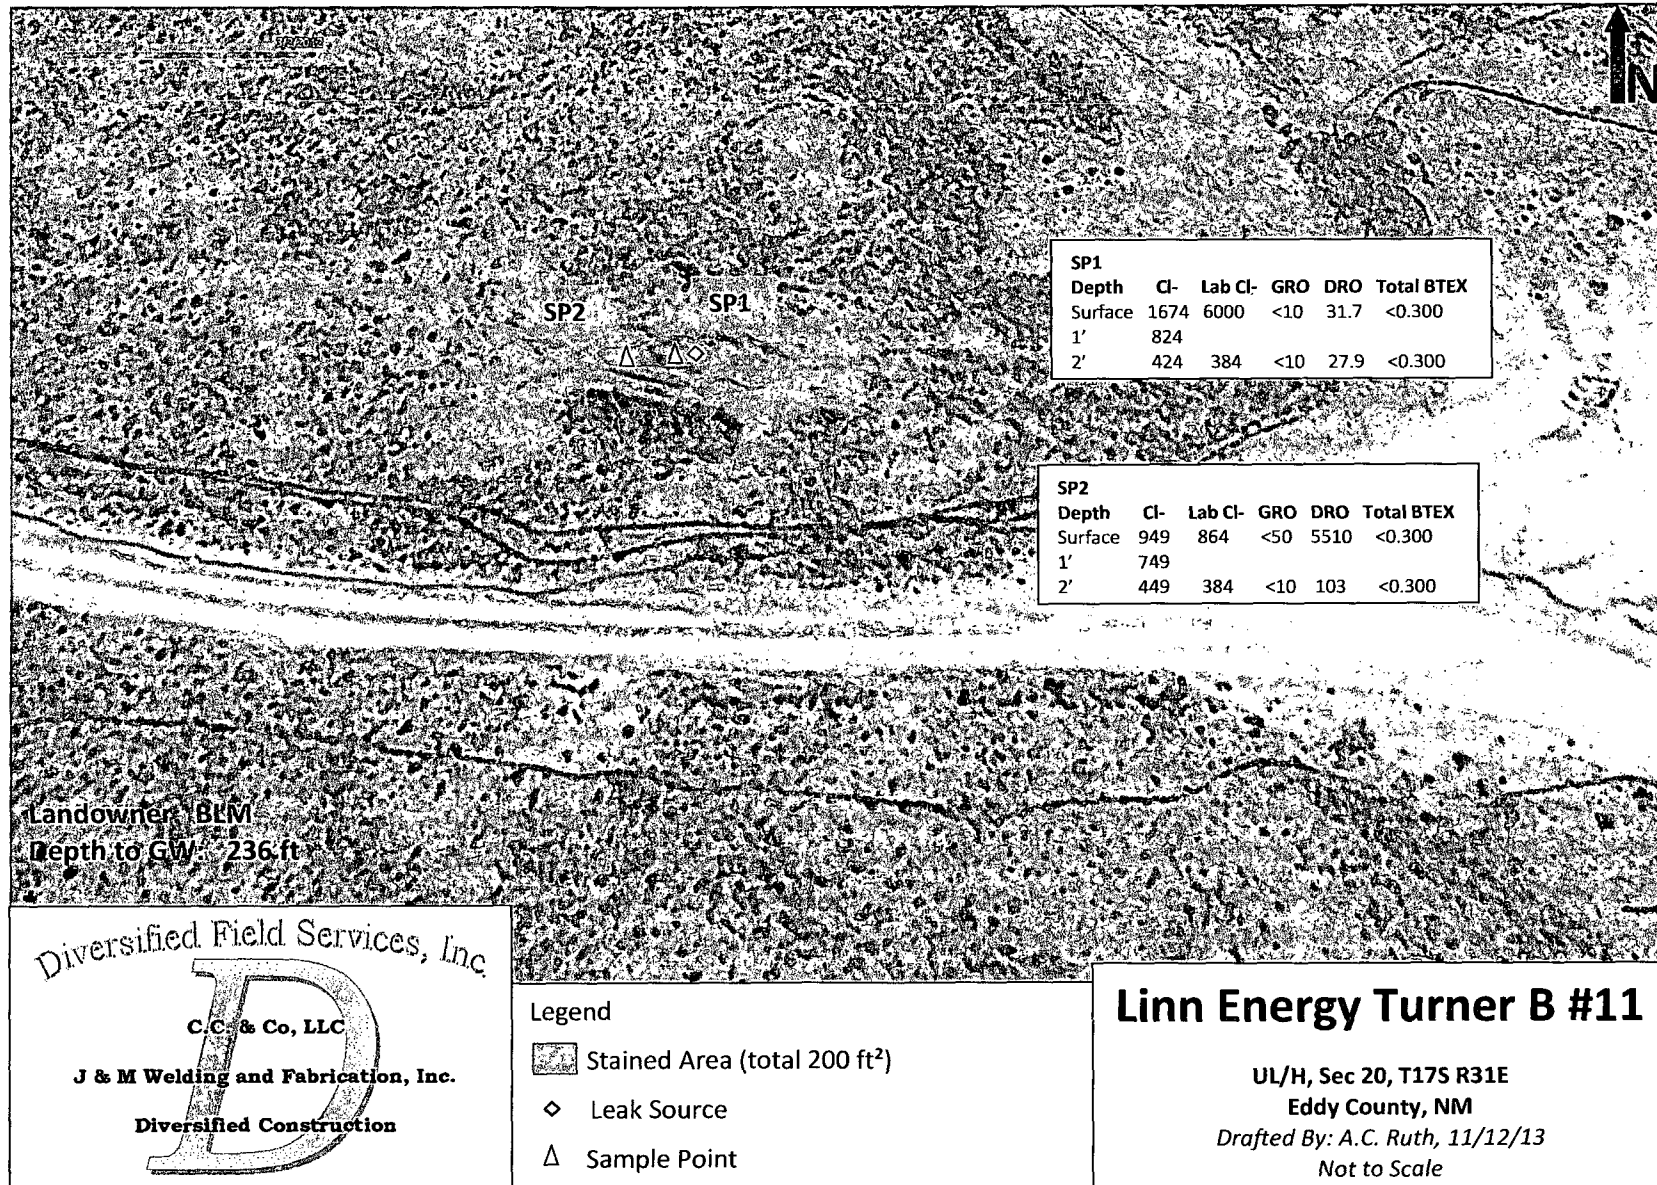 N
SP2
SP1
SP1
Depth Cl- Lab Cl- GRO DRO Total BTEX
Surface 1674 6000 <10 31.7 <0.300
1' 824
2' 424 384 <10 27.9 <0.300
SP2
Depth Cl- Lab Cl- GRO DRO Total BTEX
Surface 949 864 <50 5510 <0.300
1' 749
2' 449 384 <10 103 <0.300
Landowner: BLM
Depth to GW: 236 ft
Diversified Field Services, Inc.
D
C.C. & Co, LLC
J & M Welding and Fabrication, Inc.
Diversified Construction
Legend
Stained Area (total 200 ft²)
Leak Source
Sample Point
Linn Energy Turner B #11
UL/H, Sec 20, T17S R31E
Eddy County, NM
Drafted By: A.C. Ruth, 11/12/13
Not to Scale